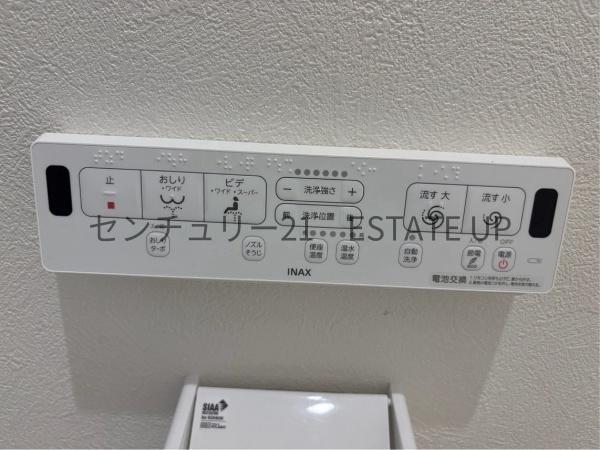 止
おしり
・ワイド
ビデ
・ワイド・スーパー
− 洗浄強さ +
洗浄位置
流す 大
流す 小
センチュリー21 ESTATE UP
おしり
ターボ
ノズル
そうじ
便座
温度
温水
温度
自動
洗浄
節電
eco
OFF
電源
INAX
電池交換
SIAA